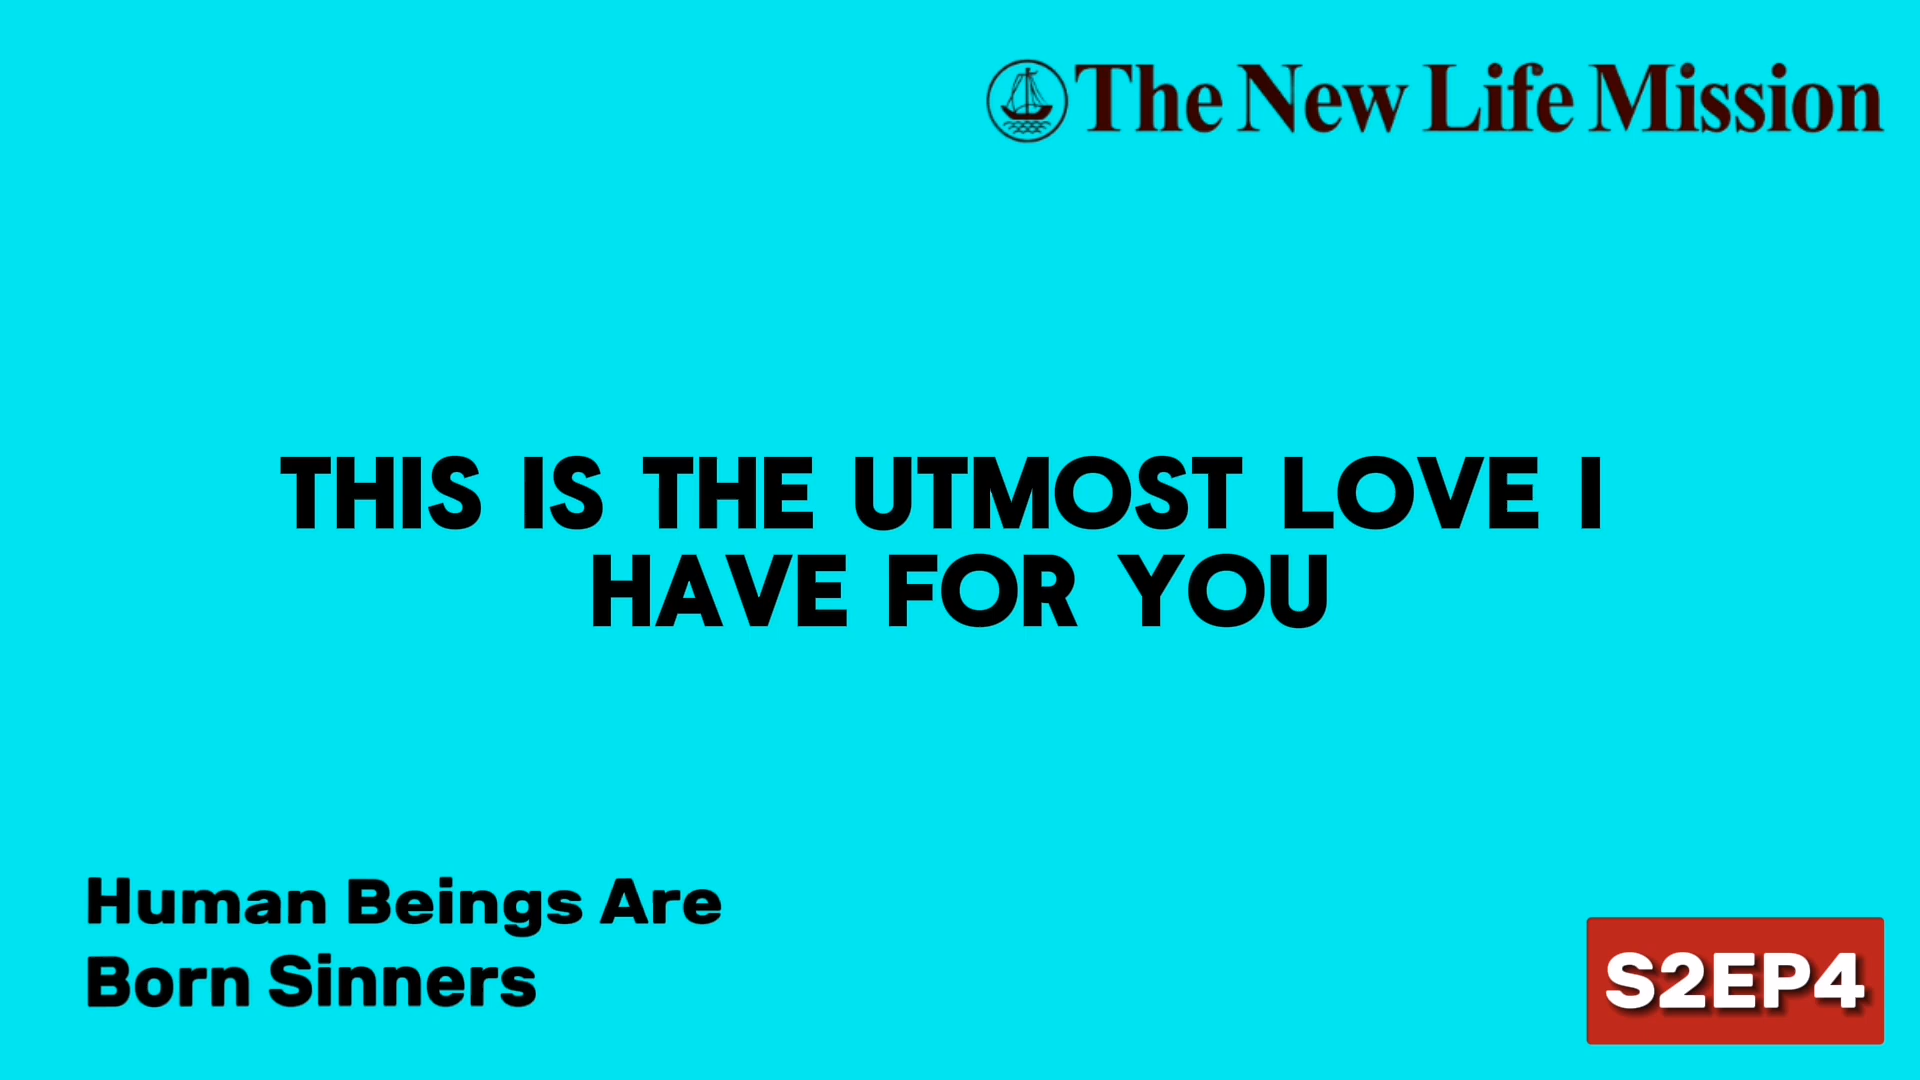 The New Life Mission
THIS IS THE UTMOST LOVE I
HAVE FOR YOU
Human Beings Are
Born Sinners
S2EP4